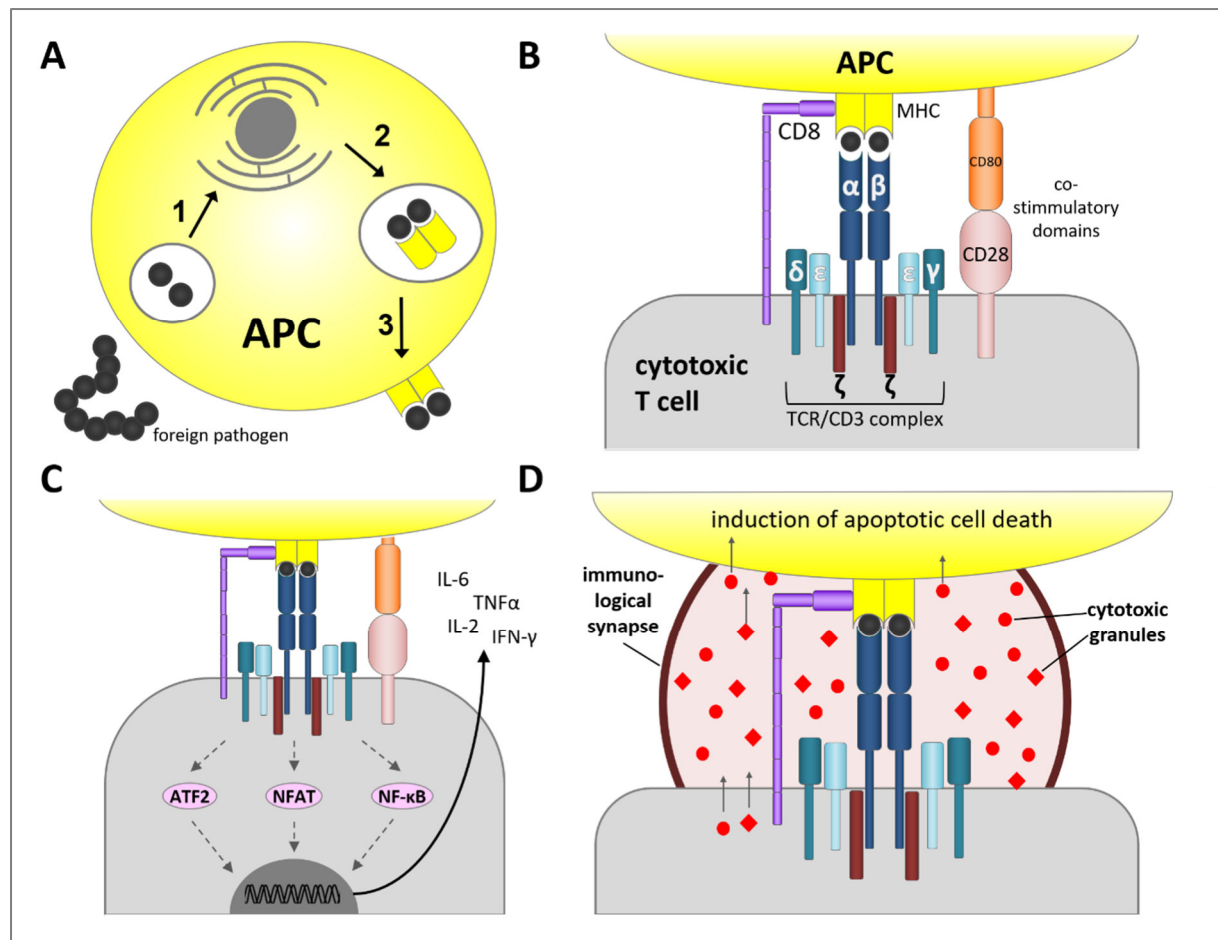 A
1
2
3
APC
foreign pathogen
B
APC
CD8
MHC
CD80
α
β
co-
stimmulatory
domains
CD28
δ
ε
ε
γ
cytotoxic
T cell
ζ
ζ
TCR/CD3 complex
C
IL-6
TNFα
IL-2
IFN-γ
ATF2
NFAT
NF-κB
D
induction of apoptotic cell death
immuno-
logical
synapse
cytotoxic
granules